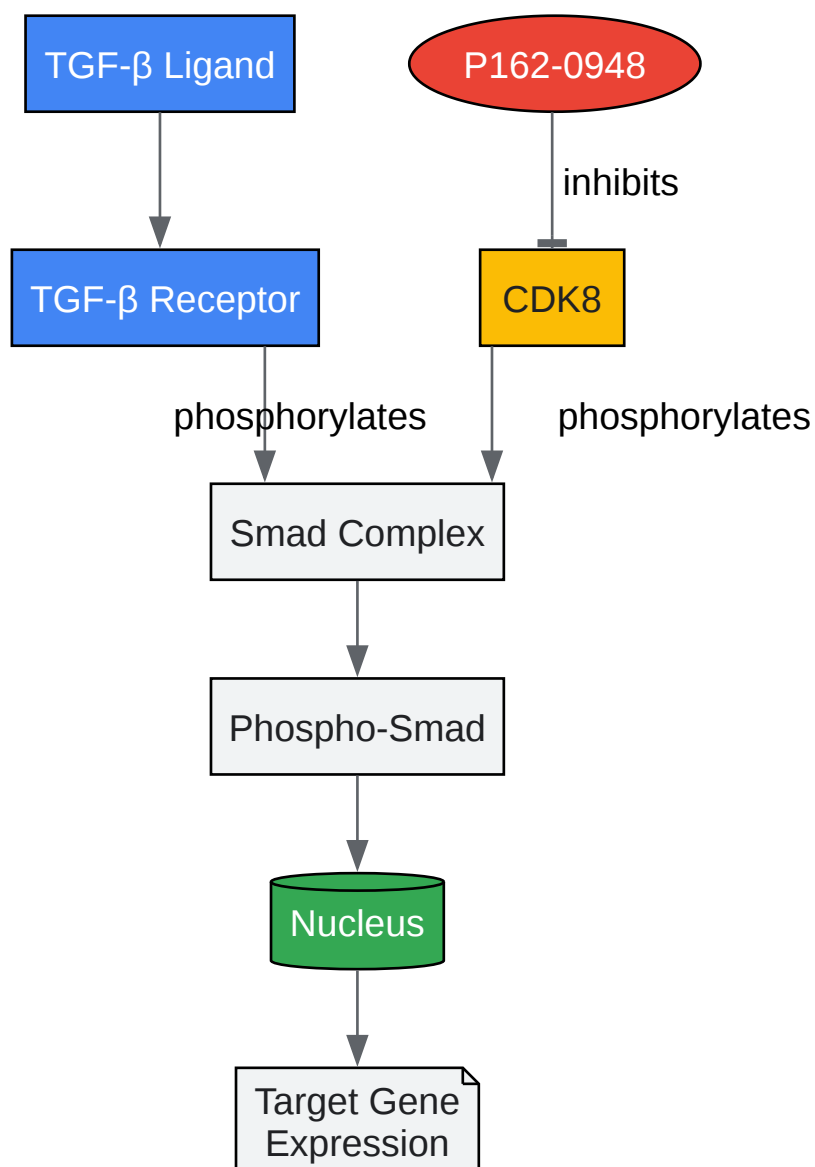 TGF-β Ligand
P162-0948
inhibits
TGF-β Receptor
CDK8
phosphorylates
phosphorylates
Smad Complex
Phospho-Smad
Nucleus
Target Gene
Expression